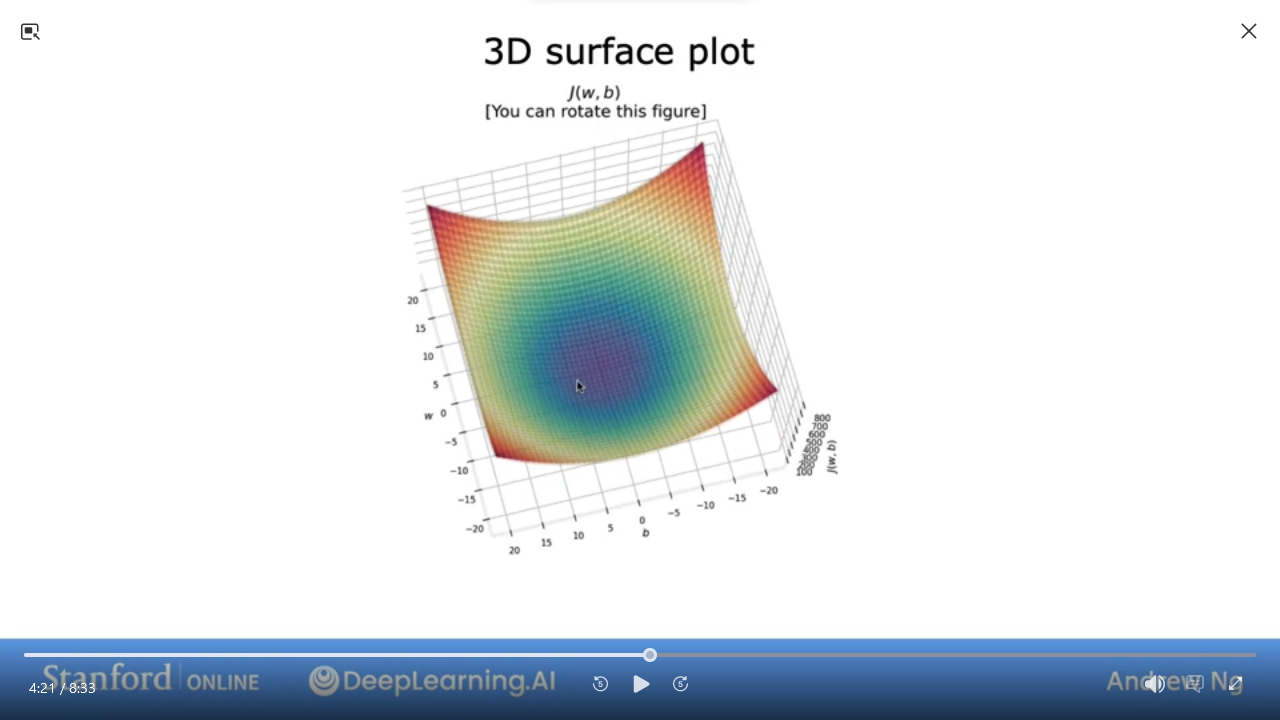 3D surface plot
J(w, b)
[You can rotate this figure]
20
15
10
5
w 0
−5
−10
−15
−20
20
15
10
5
0
−5
−10
−15
−20
b
800
700
600
500
400
300
200
100
J(w, b)
Stanford ONLINE
DeepLearning.AI
Andrew Ng
4:21 / 8:33
5
5